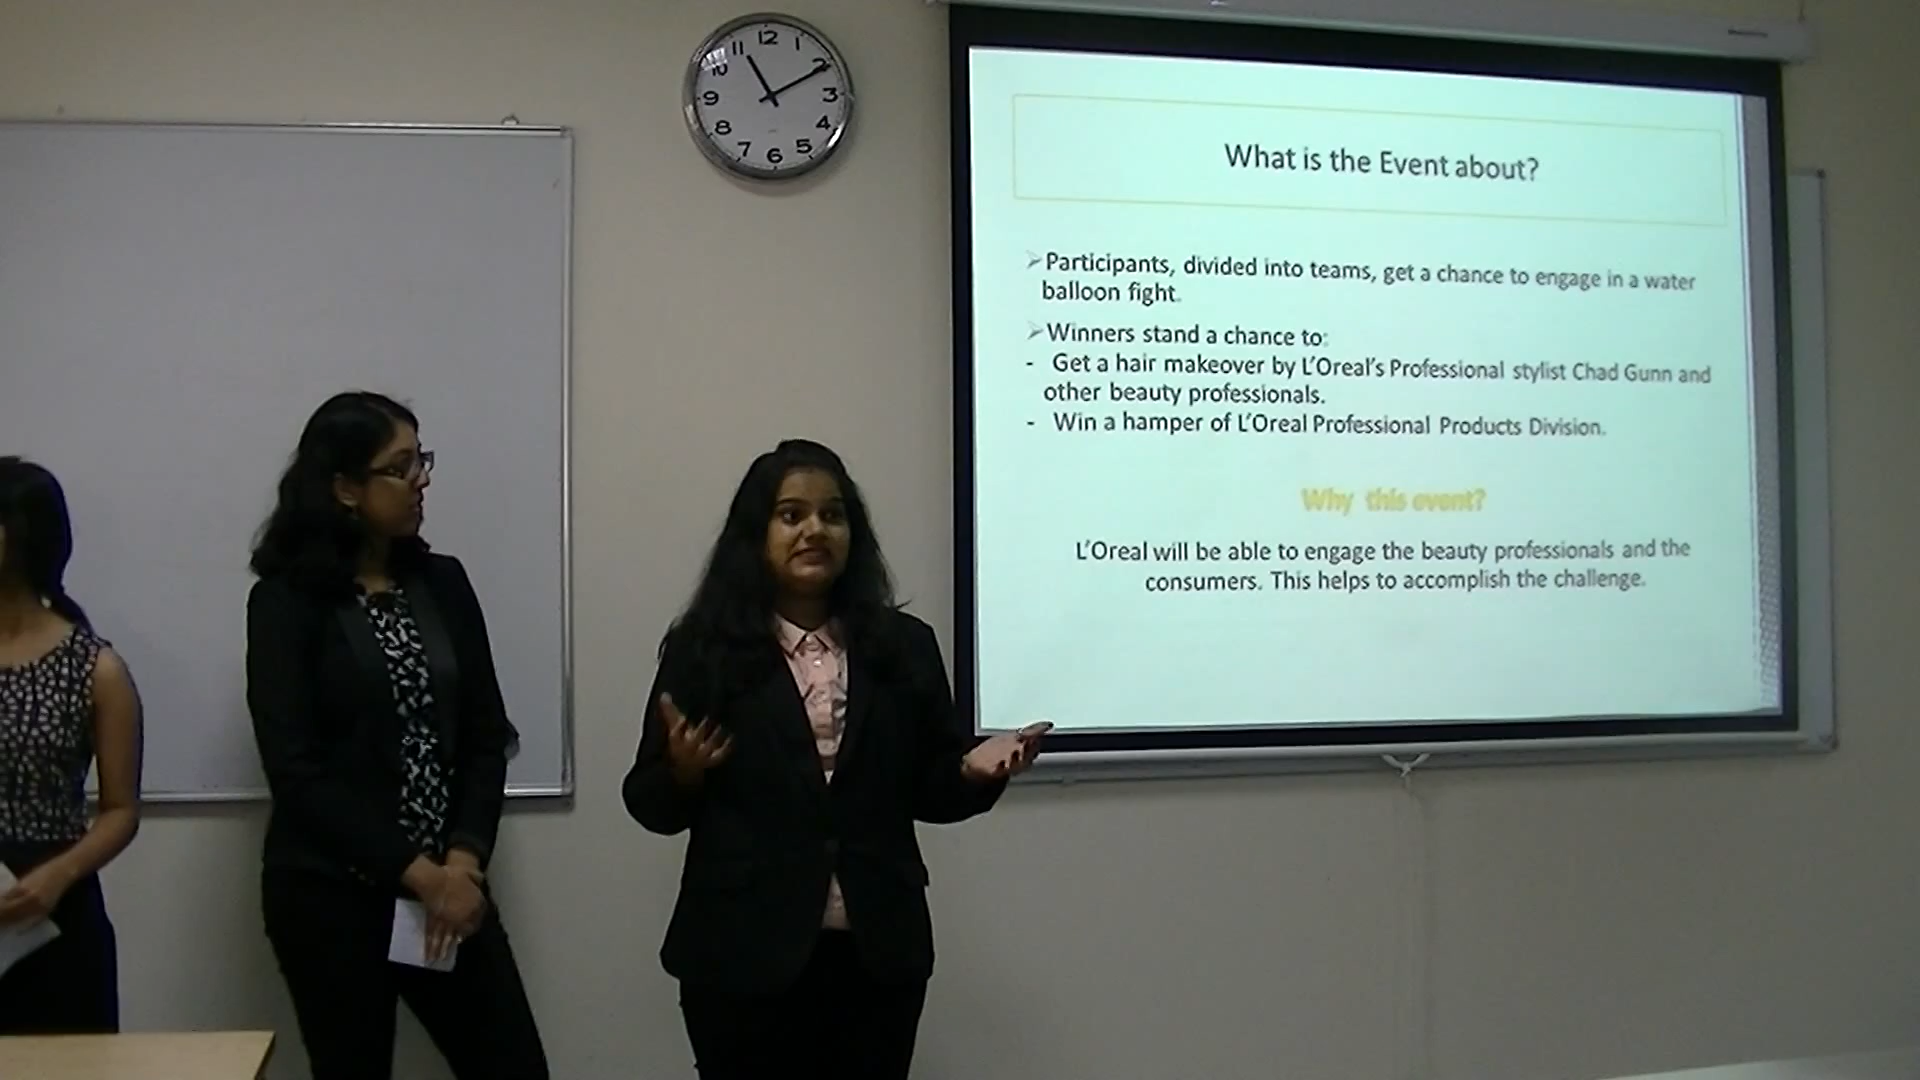 12
1
2
3
4
5
6
7
8
9
10
11
What is the Event about?
Participants, divided into teams, get a chance to engage in a water
balloon fight.
Winners stand a chance to:
- Get a hair makeover by L'Oreal's Professional stylist Chad Gunn and
other beauty professionals.
- Win a hamper of L'Oreal Professional Products Division.
Why this event?
L'Oreal will be able to engage the beauty professionals and the
consumers. This helps to accomplish the challenge.